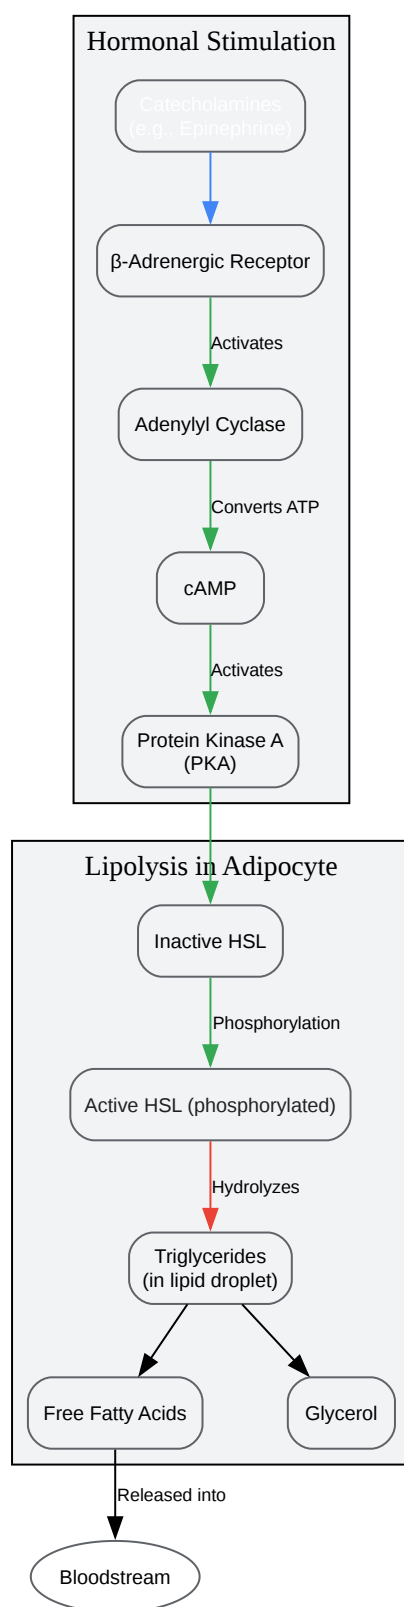 Hormonal Stimulation
Catecholamines
(e.g., Epinephrine)
β-Adrenergic Receptor
Activates
Adenylyl Cyclase
Converts ATP
cAMP
Activates
Protein Kinase A
(PKA)
Lipolysis in Adipocyte
Inactive HSL
Phosphorylation
Active HSL (phosphorylated)
Hydrolyzes
Triglycerides
(in lipid droplet)
Free Fatty Acids
Glycerol
Released into
Bloodstream